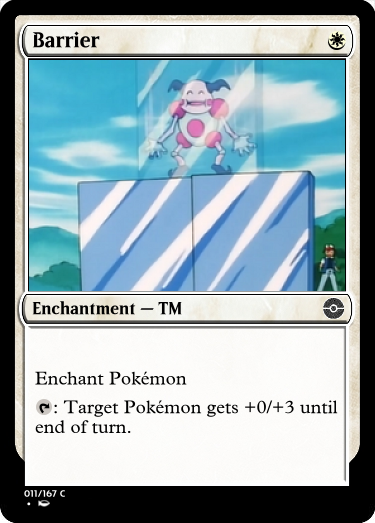 Barrier
Enchantment — TM
Enchant Pokémon
: Target Pokémon gets +0/+3 until
end of turn.
011/167 C